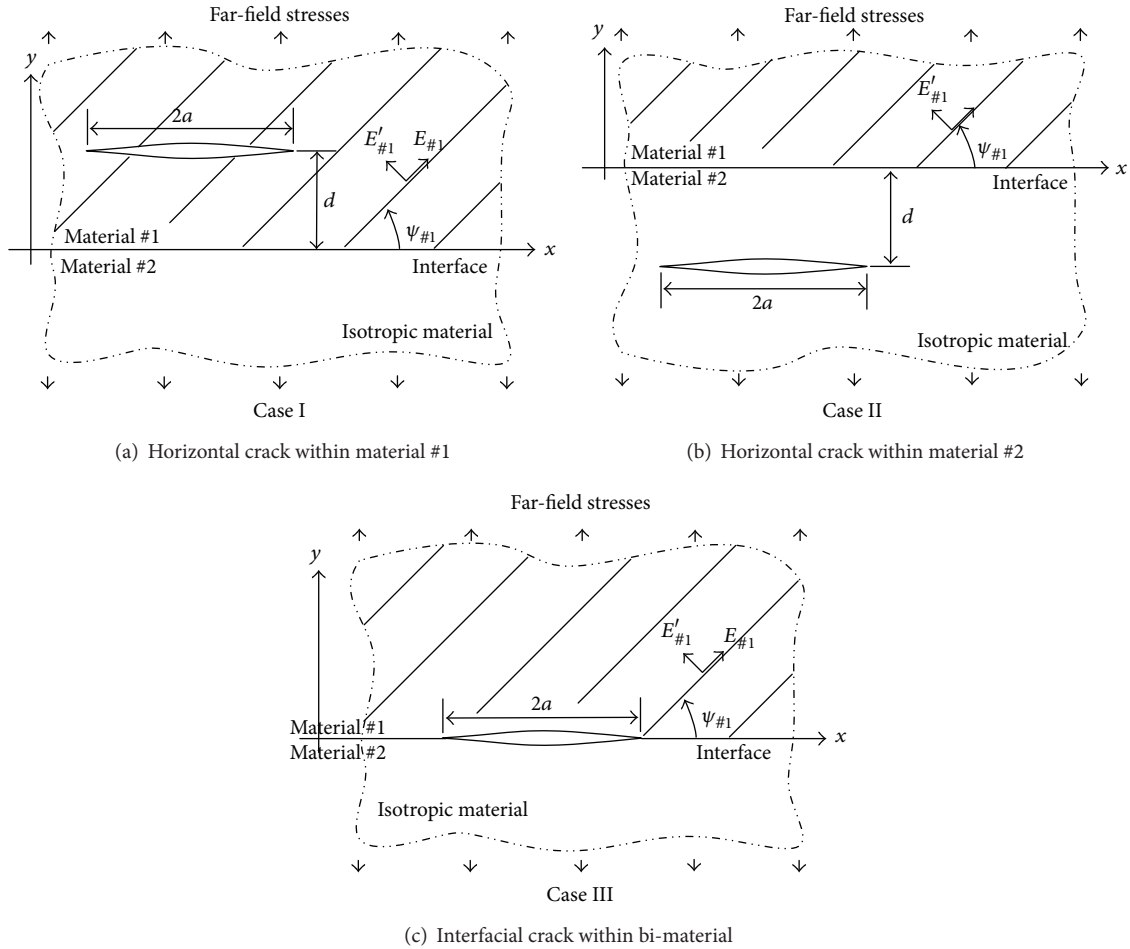 Far-field stresses
y
2a
E′#1
E#1
d
ψ#1
Material #1
x
Material #2
Interface
Isotropic material
Case I
(a) Horizontal crack within material #1
Far-field stresses
y
E′#1
ψ#1
Material #1
x
Material #2
Interface
d
2a
Isotropic material
Case II
(b) Horizontal crack within material #2
Far-field stresses
y
E′#1
E#1
2a
ψ#1
Material #1
x
Material #2
Interface
Isotropic material
Case III
(c) Interfacial crack within bi-material